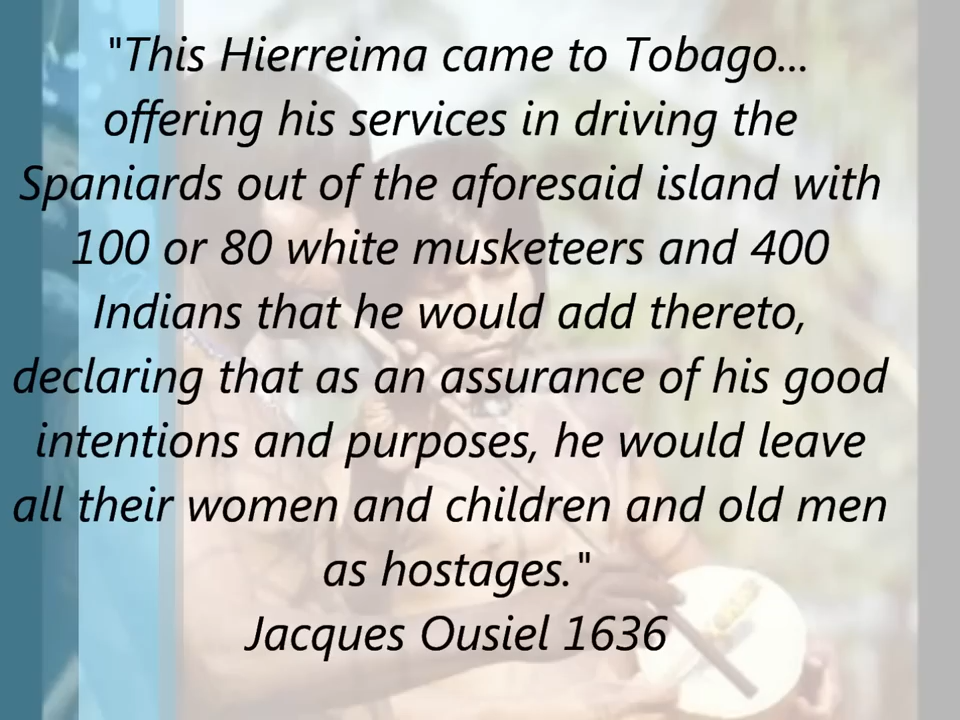 "This Hierreima came to Tobago...
offering his services in driving the
Spaniards out of the aforesaid island with
100 or 80 white musketeers and 400
Indians that he would add thereto,
declaring that as an assurance of his good
intentions and purposes, he would leave
all their women and children and old men
as hostages."
Jacques Ousiel 1636